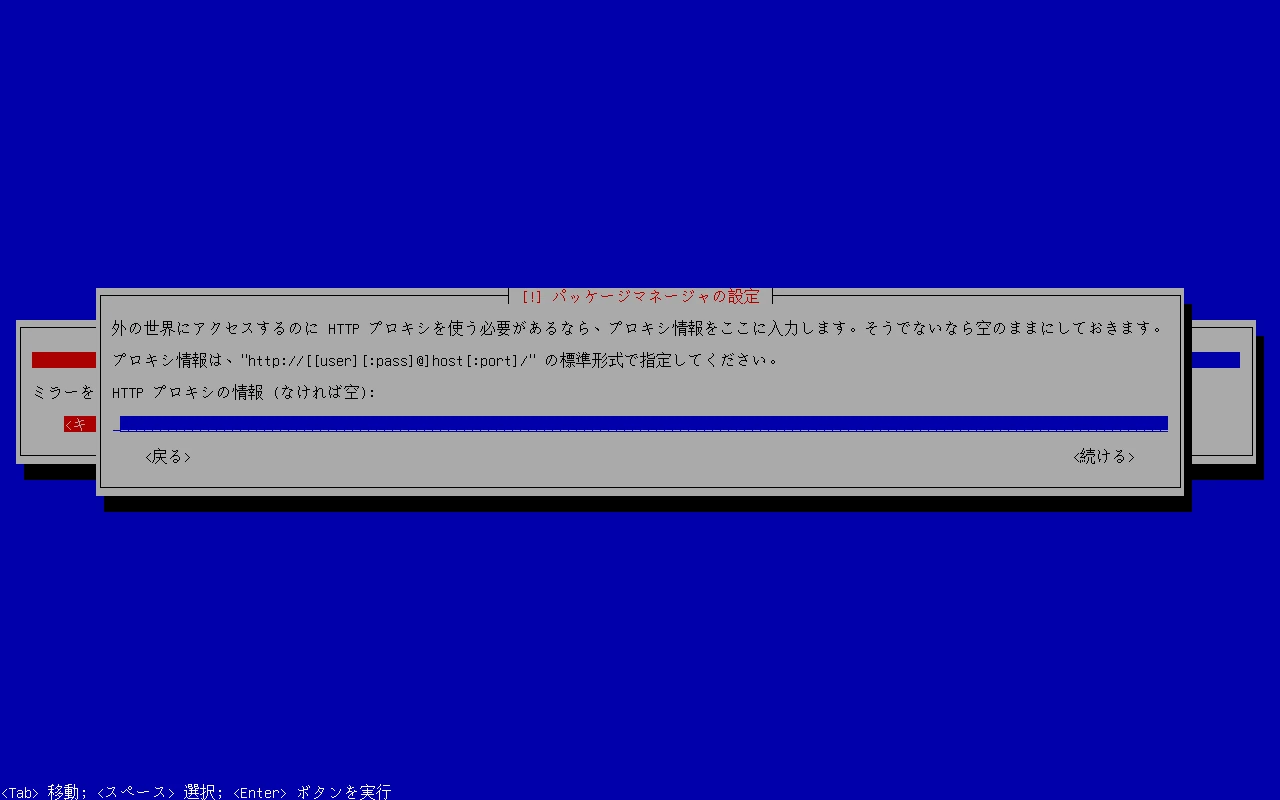 [!] パッケージマネージャの設定
外の世界にアクセスするのに HTTP プロキシを使う必要があるなら、プロキシ情報をここに入力します。そうでないなら空のままにしておきます。
プロキシ情報は、"http://[[user][:pass]@]host[:port]/" の標準形式で指定してください。
ミラーを
HTTP プロキシの情報 (なければ空):
<キ
<戻る> <続ける>
<Tab> 移動; <スペース> 選択; <Enter> ボタンを実行